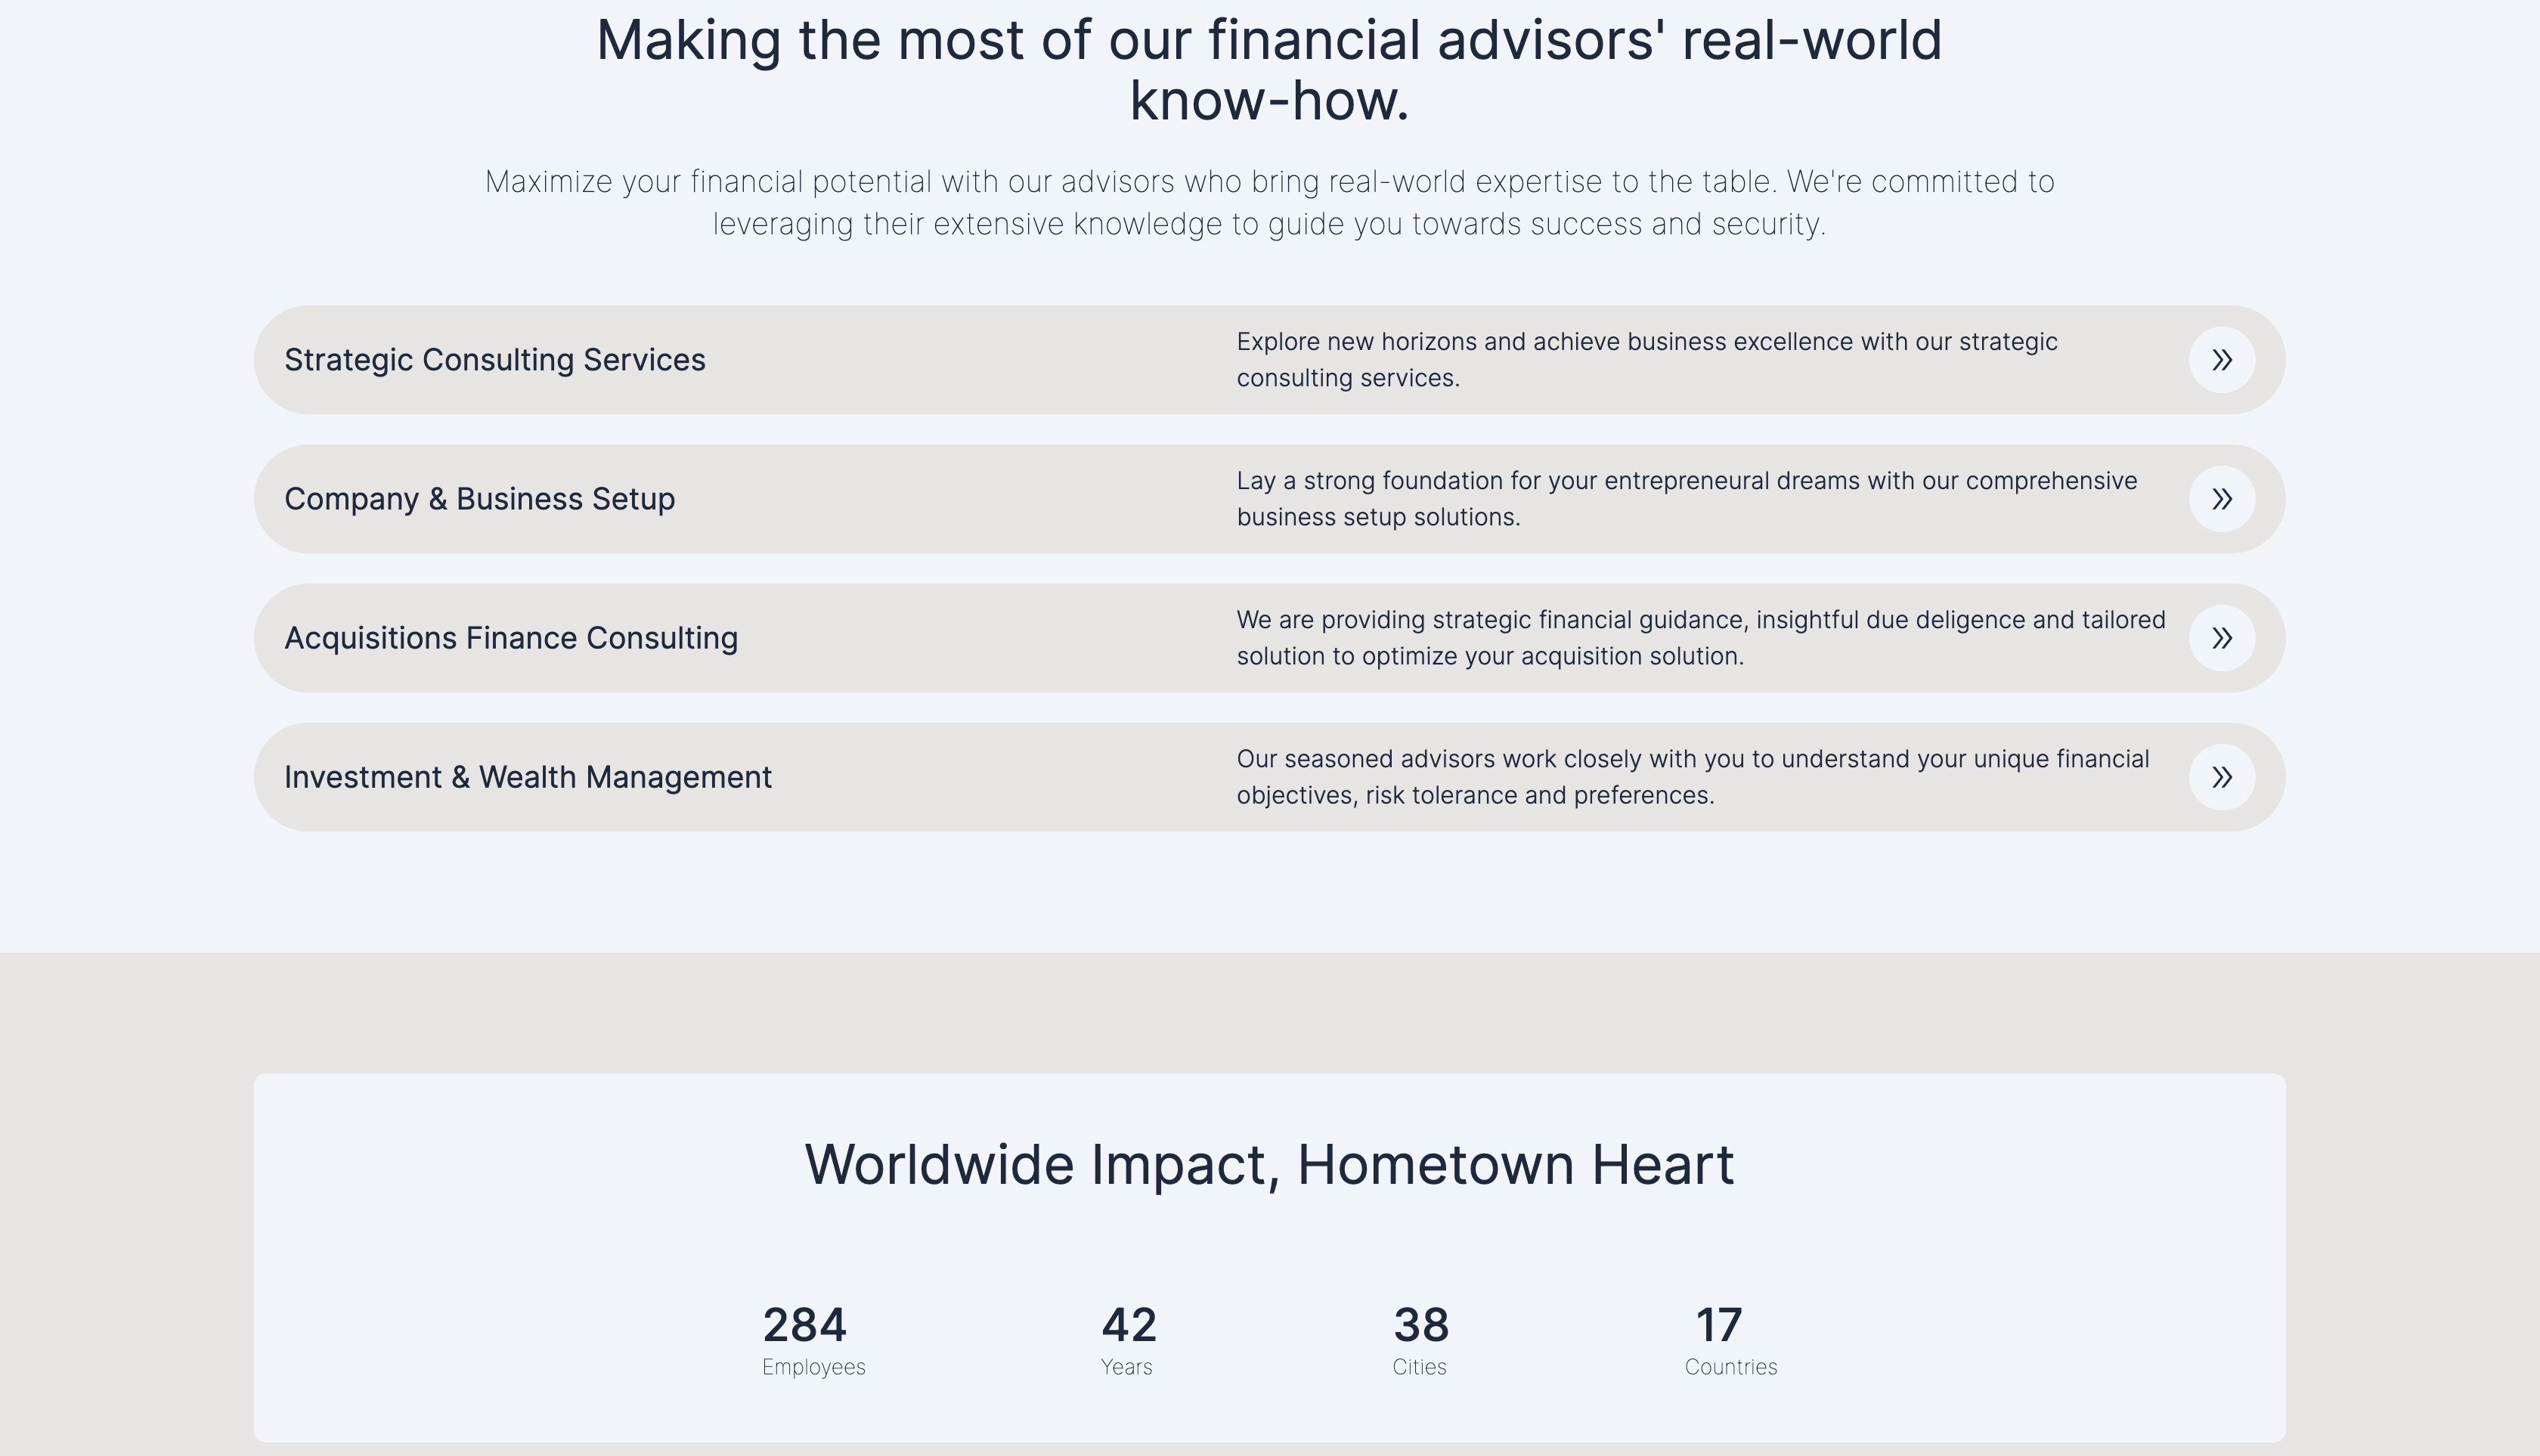 Making the most of our financial advisors' real-world
know-how.
Maximize your financial potential with our advisors who bring real-world expertise to the table. We're committed to
leveraging their extensive knowledge to guide you towards success and security.
Strategic Consulting Services
Explore new horizons and achieve business excellence with our strategic
consulting services.
Company & Business Setup
Lay a strong foundation for your entrepreneural dreams with our comprehensive
business setup solutions.
Acquisitions Finance Consulting
We are providing strategic financial guidance, insightful due deligence and tailored
solution to optimize your acquisition solution.
Investment & Wealth Management
Our seasoned advisors work closely with you to understand your unique financial
objectives, risk tolerance and preferences.
Worldwide Impact, Hometown Heart
284 42 38 17
Employees Years Cities Countries